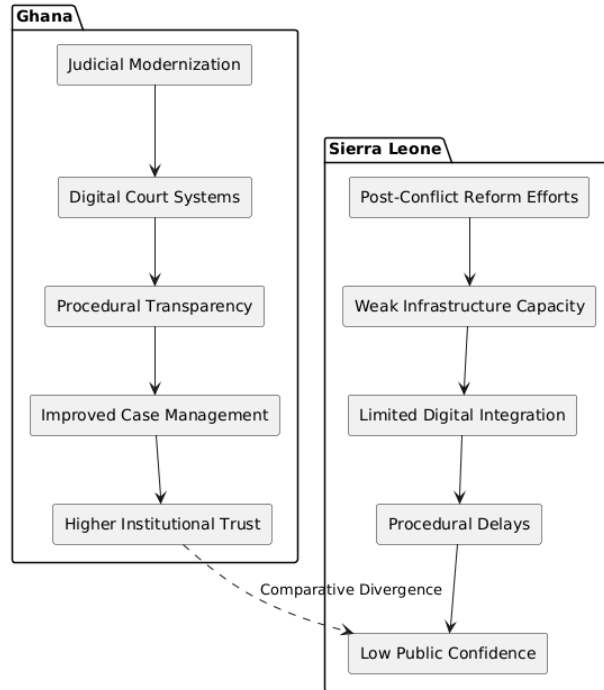 Ghana
Judicial Modernization
Digital Court Systems
Procedural Transparency
Improved Case Management
Higher Institutional Trust
Sierra Leone
Post-Conflict Reform Efforts
Weak Infrastructure Capacity
Limited Digital Integration
Procedural Delays
Comparative Divergence
Low Public Confidence